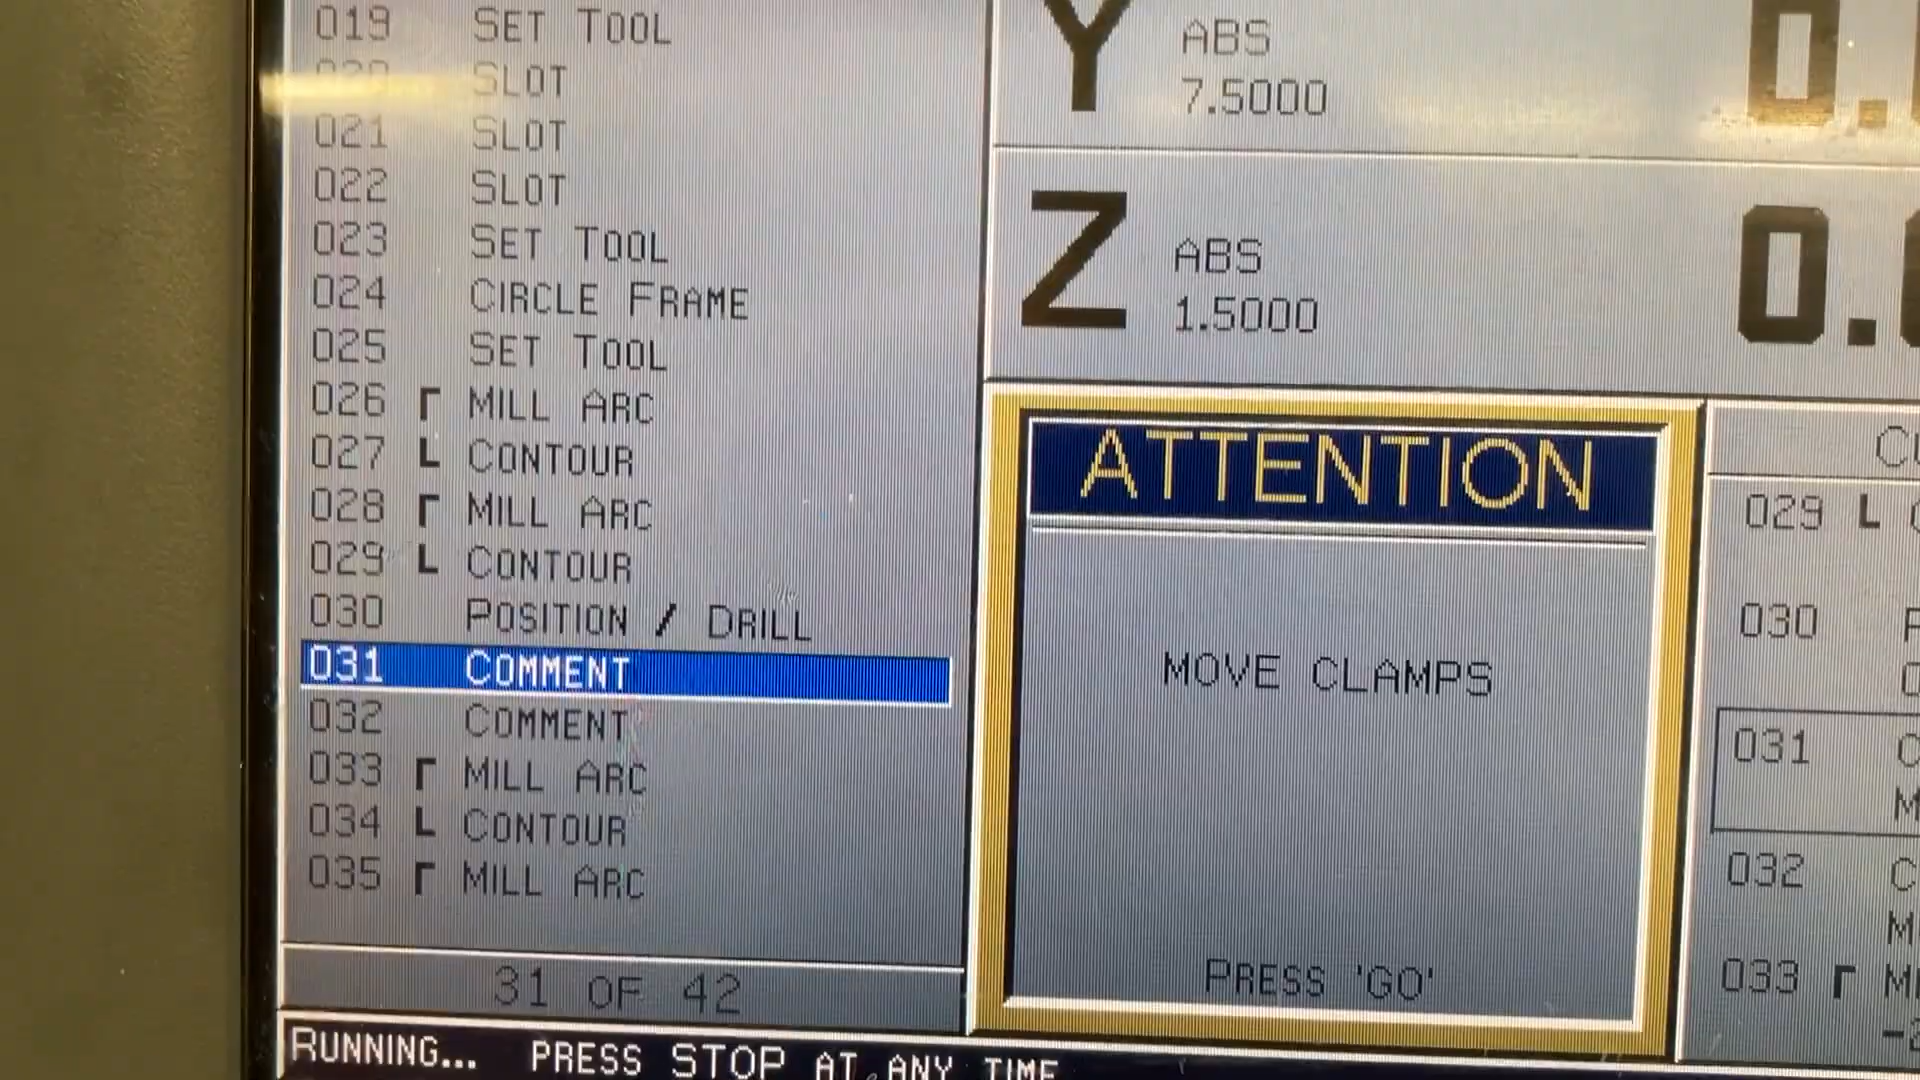 019 SET TOOL
020 SLOT
021 SLOT
022 SLOT
023 SET TOOL
024 CIRCLE FRAME
025 SET TOOL
026 MILL ARC
027 CONTOUR
028 MILL ARC
029 CONTOUR
030 POSITION / DRILL
031 COMMENT
032 COMMENT
033 MILL ARC
034 CONTOUR
035 MILL ARC
31 OF 42
RUNNING... PRESS STOP AT ANY TIME
Y ABS
7.5000
Z ABS
1.5000
ATTENTION
MOVE CLAMPS
PRESS 'GO'
029
030
031
032
033